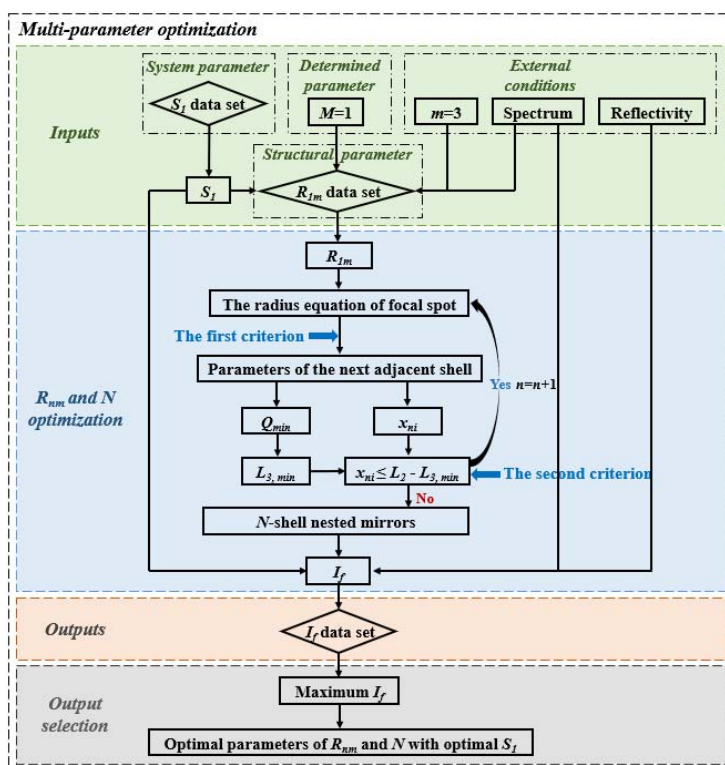 Multi-parameter optimization
System parameter
Determined parameter
External conditions
S1 data set
M=1
m=3
Spectrum
Reflectivity
Inputs
Structural parameter
S1
R1m data set
R1m
The radius equation of focal spot
The first criterion
Parameters of the next adjacent shell
Yes n=n+1
Rnm and N
optimization
Qmin
xni
L3, min
xni ≤ L2 - L3, min
The second criterion
No
N-shell nested mirrors
If
Outputs
If data set
Output
selection
Maximum If
Optimal parameters of Rnm and N with optimal S1